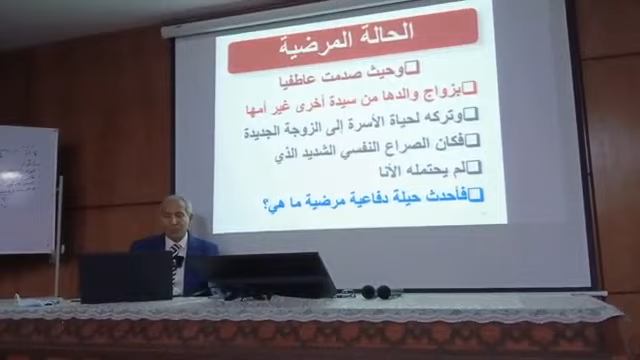 الحالة المرضية
وحيث صدمت عاطفيا
بزواج والدها من سيدة أخرى غير أمها
وتركه لحياة الأسرة إلى الزوجة الجديدة
فكان الصراع النفسي الشديد الذي
لم يحتمله الأنا
فأحدث حيلة دفاعية مرضية ما هي؟